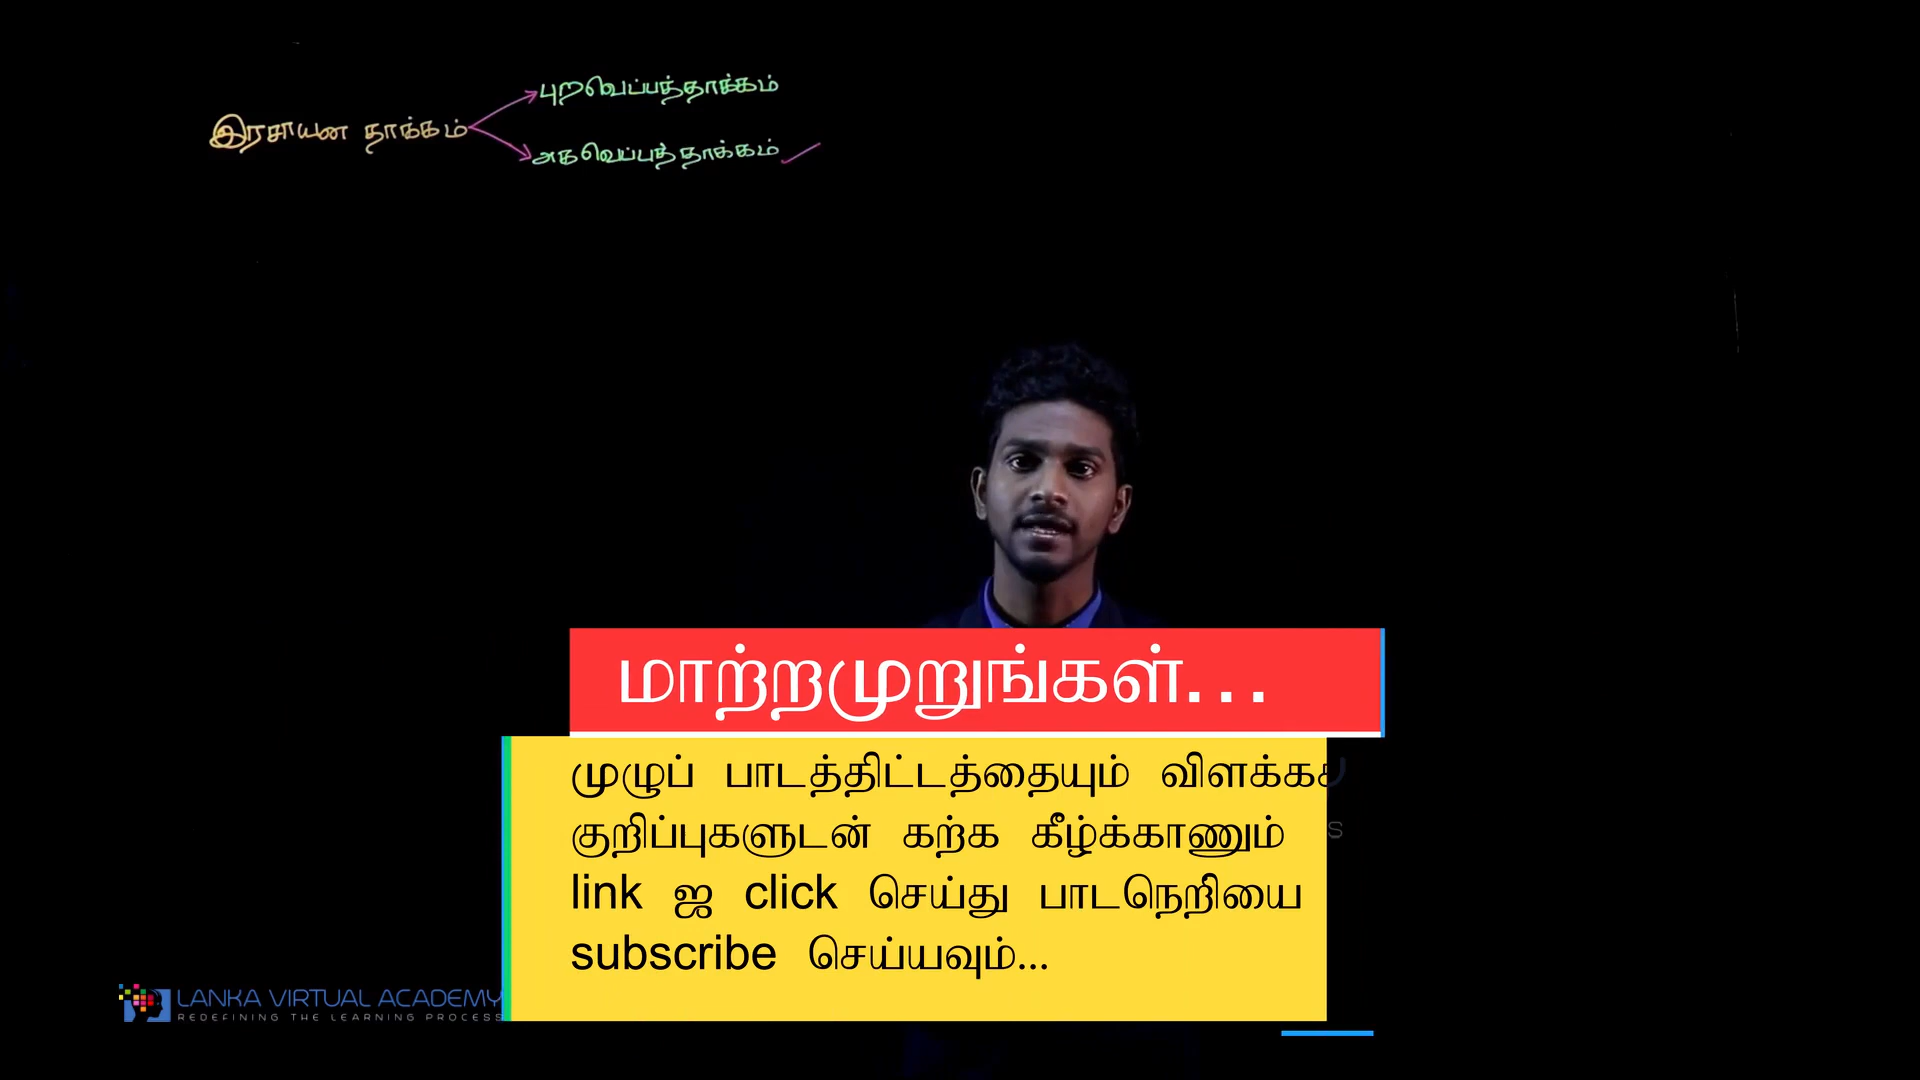 புறவெப்பத்தாக்கம்
இரசாயன தாக்கம்
அகவெப்பத்தாக்கம்
மாற்றமுறுங்கள்...
முழுப் பாடத்திட்டத்தையும்
குறிப்புகளுடன் கற்க கீழ்க்காணும்
link ஐ click செய்து பாடநெறியை
subscribe செய்யவும்...
LANKA VIRTUAL ACADEMY
REDEFINING THE LEARNING PROCESS